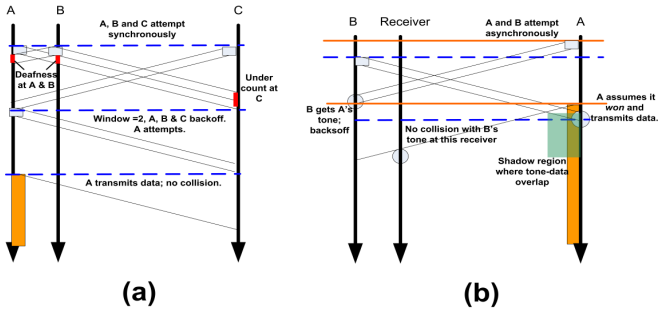 A
B
C
A, B and C attempt
synchronously
Deafness
at A & B
Under
count at
C
Window =2, A, B & C backoff.
A attempts.
A transmits data; no collision.
(a)
B
Receiver
A
A and B attempt
asynchronously
B gets A's
tone;
backoff
No collision with B's
tone at this receiver
A assumes it
won and
transmits data.
Shadow region
where tone-data
overlap
(b)